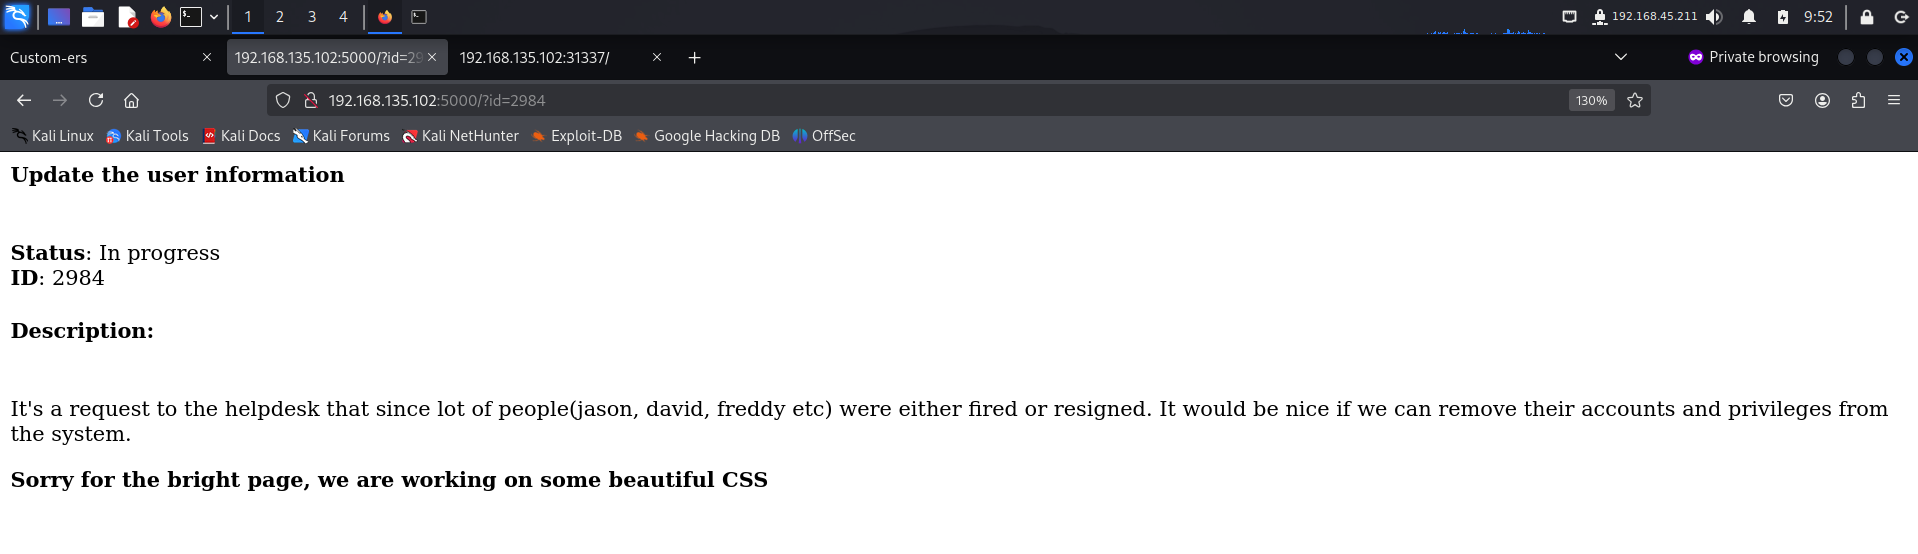 1 2 3 4 192.168.45.211 9:52
Custom-ers 192.168.135.102:5000/?id=29 192.168.135.102:31337/ Private browsing
192.168.135.102:5000/?id=2984 130%
Kali Linux Kali Tools Kali Docs Kali Forums Kali NetHunter Exploit-DB Google Hacking DB OffSec
Update the user information
Status: In progress
ID: 2984
Description:
It's a request to the helpdesk that since lot of people(jason, david, freddy etc) were either fired or resigned. It would be nice if we can remove their accounts and privileges from
the system.
Sorry for the bright page, we are working on some beautiful CSS